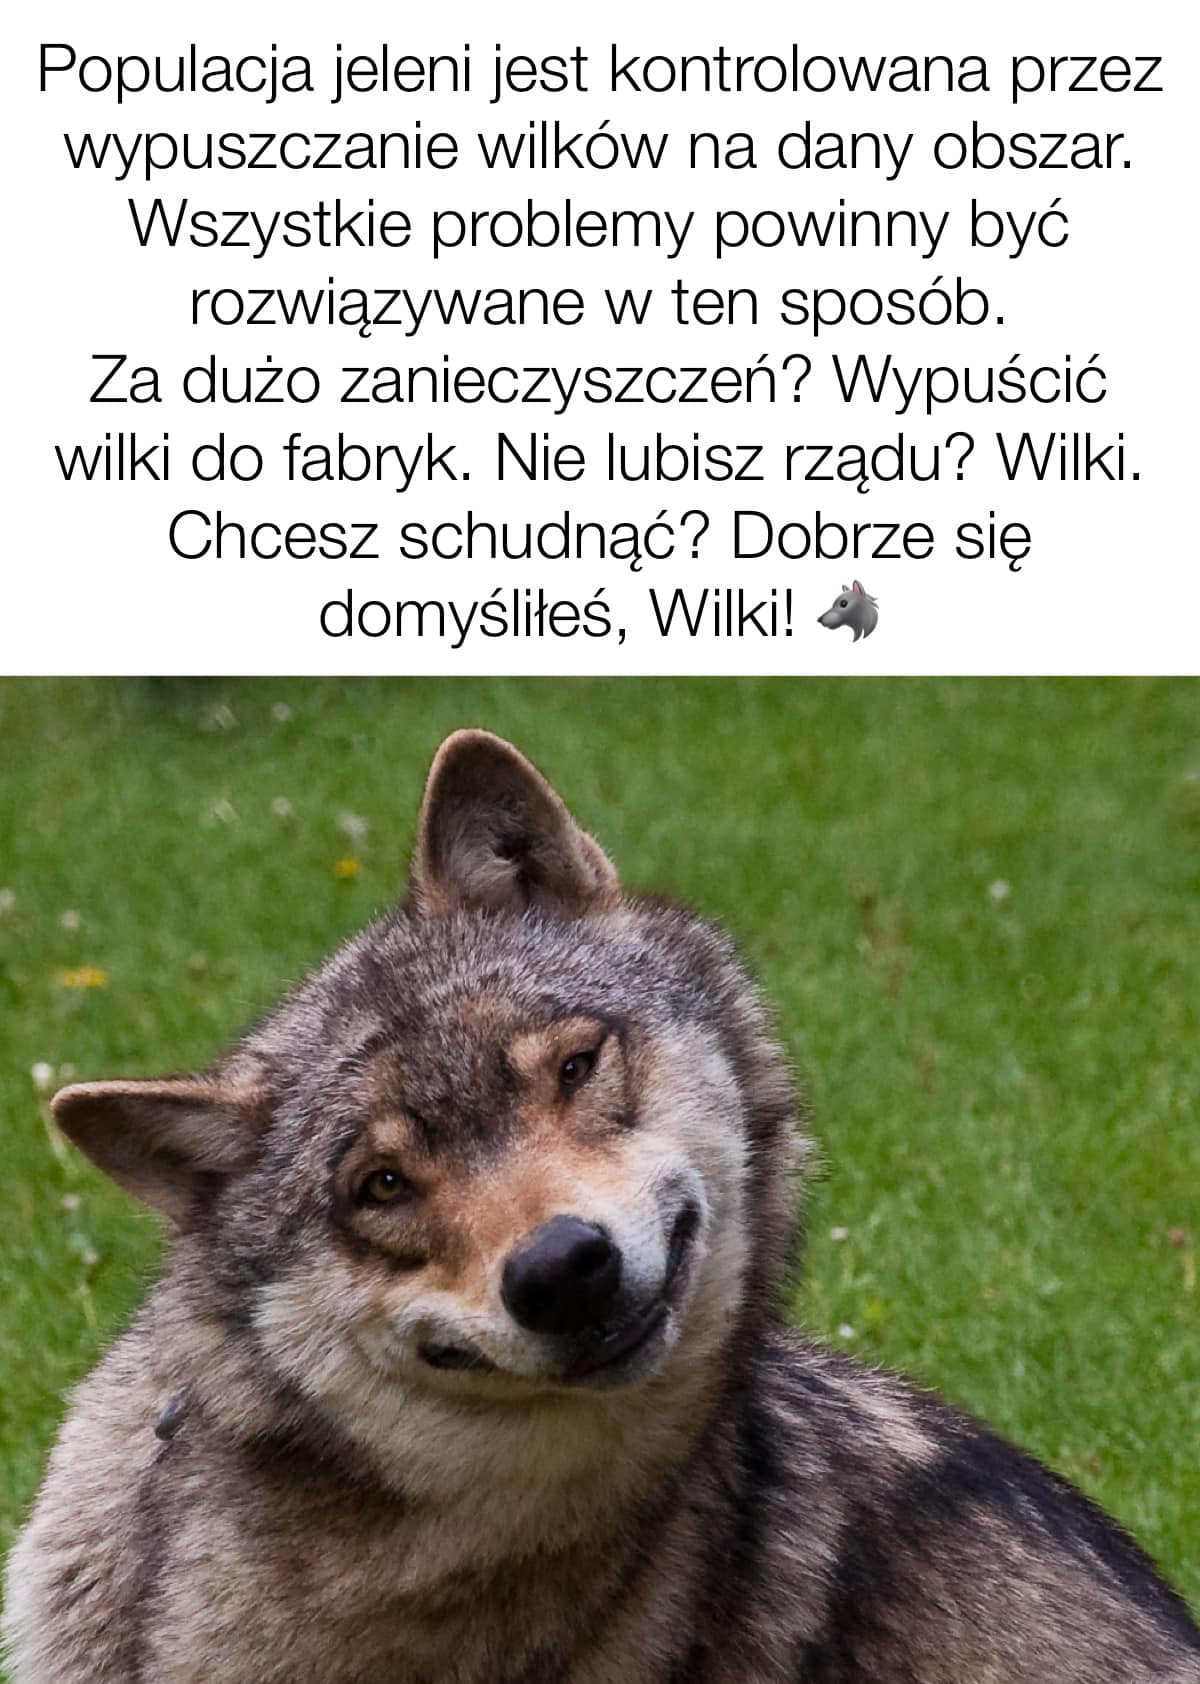 Populacja jeleni jest kontrolowana przez
wypuszczanie wilków na dany obszar.
Wszystkie problemy powinny być
rozwiązywane w ten sposób.
Za dużo zanieczyszczeń? Wypuścić
wilki do fabryk. Nie lubisz rządu? Wilki.
Chcesz schudnąć? Dobrze się
domyśliłeś, Wilki! 🐺